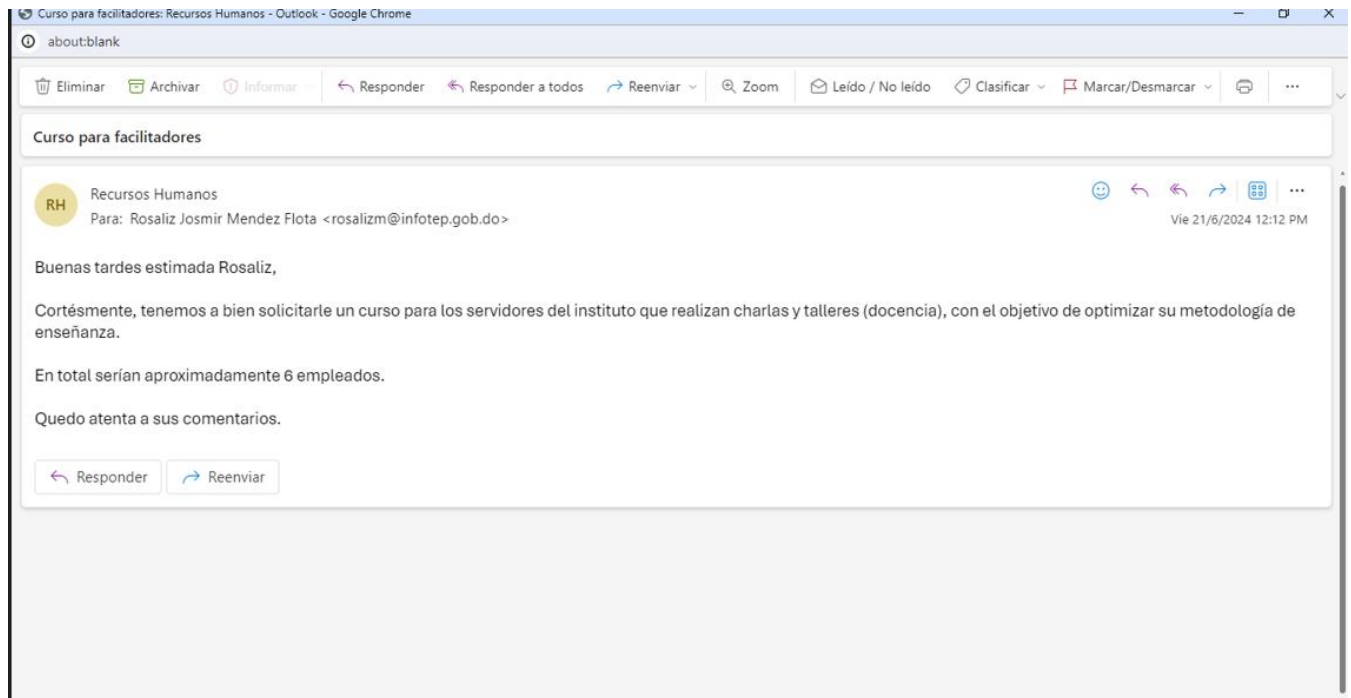 Curso para facilitadores: Recursos Humanos - Outlook - Google Chrome
about:blank
Eliminar Archivar Informar Responder Responder a todos Reenviar Zoom Leído / No leído Clasificar Marcar/Desmarcar ...
Curso para facilitadores
RH
Recursos Humanos
Para: Rosaliz Josmir Mendez Flota <rosalizm@infotep.gob.do>
Vie 21/6/2024 12:12 PM
Buenas tardes estimada Rosaliz,
Cortésmente, tenemos a bien solicitarle un curso para los servidores del instituto que realizan charlas y talleres (docencia), con el objetivo de optimizar su metodología de
enseñanza.
En total serían aproximadamente 6 empleados.
Quedo atenta a sus comentarios.
Responder Reenviar